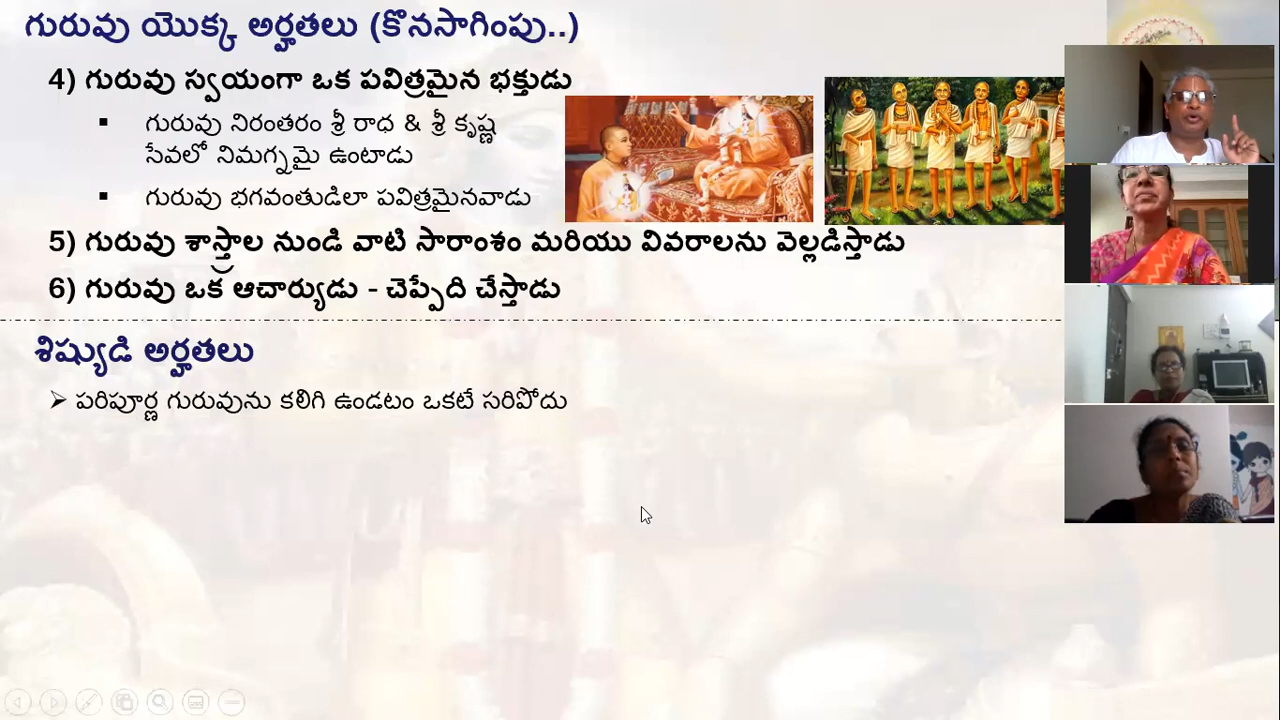 గురువు యొక్క అర్హతలు (కొనసాగింపు..)
4) గురువు స్వయంగా ఒక పవిత్రమైన భక్తుడు
▪ గురువు నిరంతరం శ్రీ రాధ & శ్రీ కృష్ణ
సేవలో నిమగ్నమై ఉంటాడు
▪ గురువు భగవంతుడిలా పవిత్రమైనవాడు
5) గురువు శాస్త్రాల నుండి వాటి సారాంశం మరియు వివరాలను వెల్లడిస్తాడు
6) గురువు ఒక ఆచార్యుడు - చెప్పేది చేస్తాడు
శిష్యుడి అర్హతలు
➢ పరిపూర్ణ గురువును కలిగి ఉండటం ఒకటే సరిపోదు